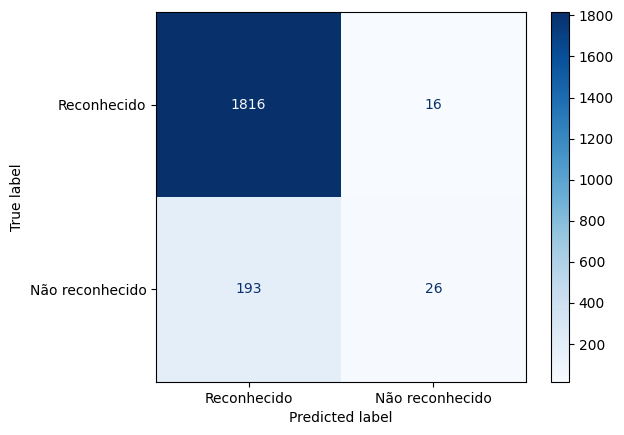 True label
Reconhecido
1816
16
Não reconhecido
193
26
Reconhecido
Não reconhecido
Predicted label
1800
1600
1400
1200
1000
800
600
400
200